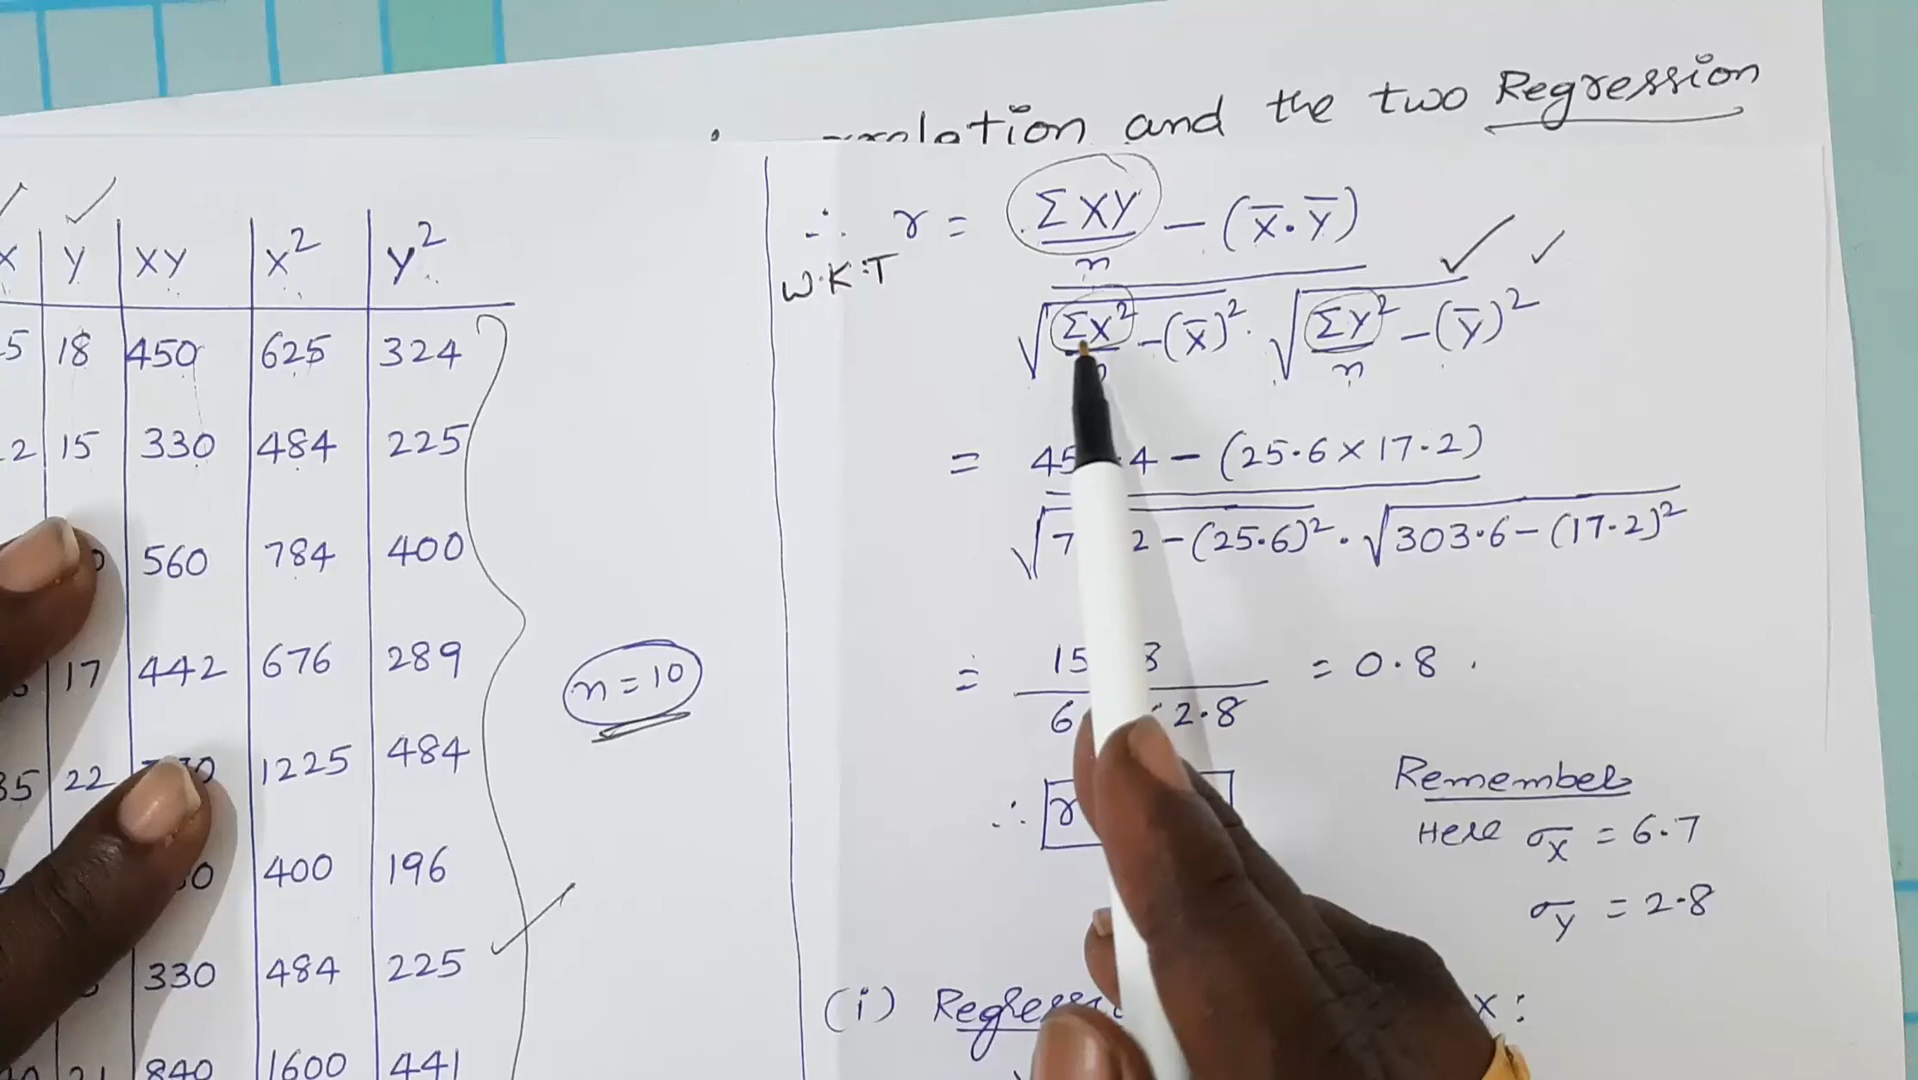 and the two Regression
X Y XY X² Y²
5 18 450 625 324
2 15 330 484 225
560 784 400
17 442 676 289
35 22 1225 484
400 196
330 484 225
21 840 1600 441
n = 10
∴ r = ΣXY/n - (X̄.Ȳ)
W.K.T
√ΣX² - (X̄)² . √ΣY²/n - (Ȳ)²
= 4 - (25.6 × 17.2)
√7 2 - (25.6)² . √303.6 - (17.2)²
= 15 3 / 6 2.8 = 0.8 .
∴ r
Remember
Here σX = 6.7
σY = 2.8
(i) X :